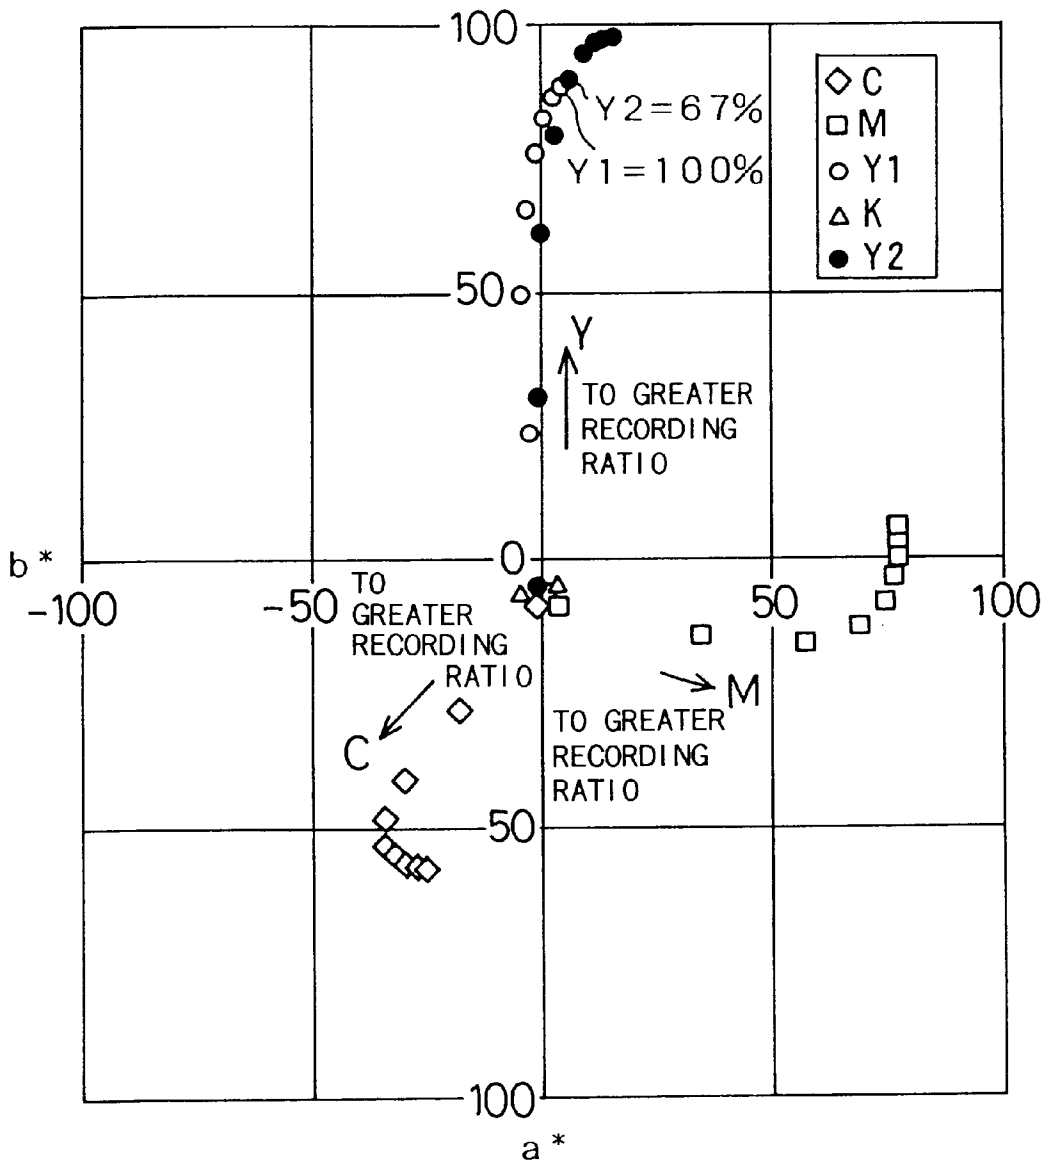 100
C
M
Y1
K
Y2
Y2=67%
Y1=100%
50
Y
TO GREATER
RECORDING
RATIO
b*
0
-100
-50
50
100
TO
GREATER
RECORDING
RATIO
C
M
TO GREATER
RECORDING
RATIO
50
100
a*